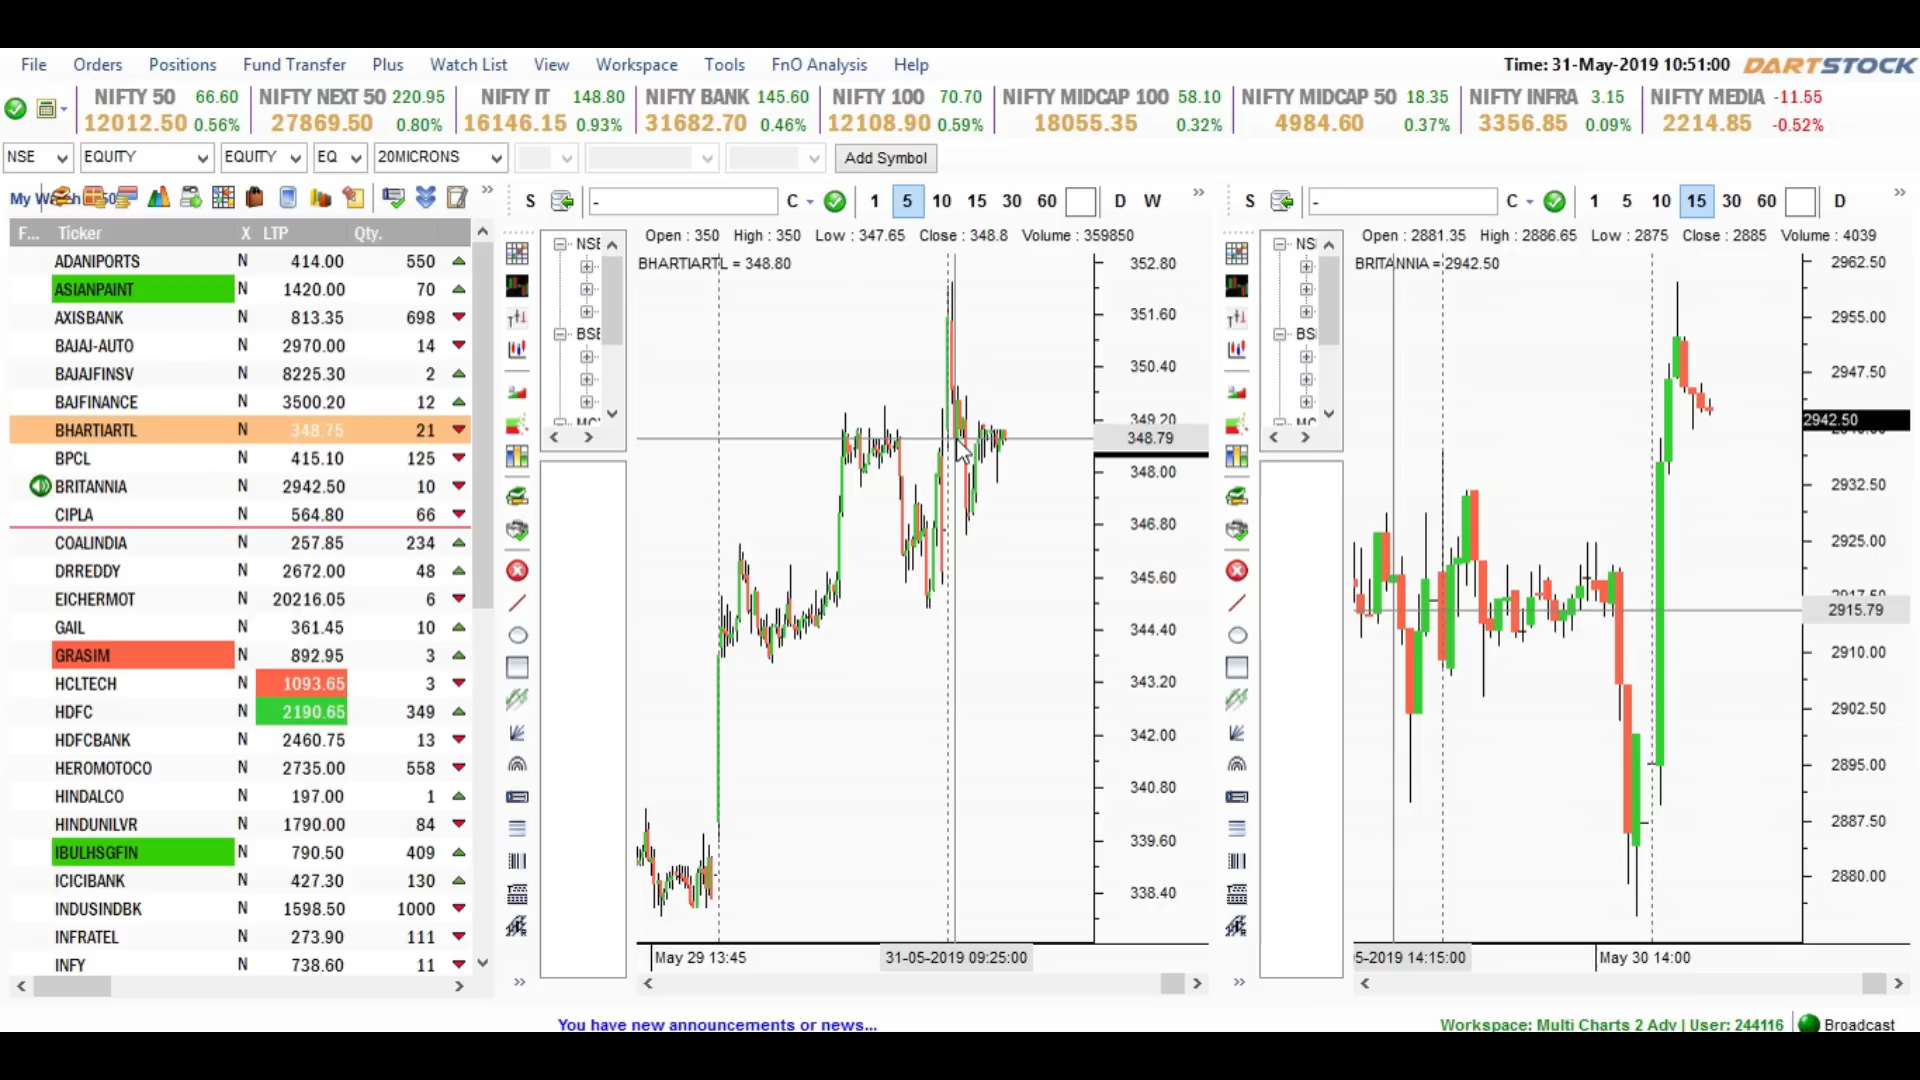 File Orders Positions Fund Transfer Plus Watch List View Workspace Tools FnO Analysis Help Time: 31-May-2019 10:51:00 DARTSTOCK
NIFTY 50 66.60 NIFTY NEXT 50 220.95 NIFTY IT 148.80 NIFTY BANK 145.60 NIFTY 100 70.70 NIFTY MIDCAP 100 58.10 NIFTY MIDCAP 50 18.35 NIFTY INFRA 3.15 NIFTY MEDIA -11.55
12012.50 0.56% 27869.50 0.80% 16146.15 0.93% 31682.70 0.46% 12108.90 0.59% 18055.35 0.32% 4984.60 0.37% 3356.85 0.09% 2214.85 -0.52%
NSE EQUITY EQUITY EQ 20MICRONS Add Symbol
F... Ticker X LTP Qty.
ADANIPORTS N 414.00 550
ASIANPAINT N 1420.00 70
AXISBANK N 813.35 698
BAJAJ-AUTO N 2970.00 14
BAJAJFINSV N 8225.30 2
BAJFINANCE N 3500.20 12
BHARTIARTL N 348.75 21
BPCL N 415.10 125
BRITANNIA N 2942.50 10
CIPLA N 564.80 66
COALINDIA N 257.85 234
DRREDDY N 2672.00 48
EICHERMOT N 20216.05 6
GAIL N 361.45 10
GRASIM N 892.95 3
HCLTECH N 1093.65 3
HDFC N 2190.65 349
HDFCBANK N 2460.75 13
HEROMOTOCO N 2735.00 558
HINDALCO N 197.00 1
HINDUNILVR N 1790.00 84
IBULHSGFIN N 790.50 409
ICICIBANK N 427.30 130
INDUSINDBK N 1598.50 1000
INFRATEL N 273.90 111
INFY N 738.60 11
S - C 1 5 10 15 30 60 D W
NSE
BSE
Open : 350 High : 350 Low : 347.65 Close : 348.8 Volume : 359850
BHARTIARTL = 348.80
352.80
351.60
350.40
349.20
348.79
348.00
346.80
345.60
344.40
343.20
342.00
340.80
339.60
338.40
May 29 13:45 31-05-2019 09:25:00
S - C 1 5 10 15 30 60 D
NS
BS
Open : 2881.35 High : 2886.65 Low : 2875 Close : 2885 Volume : 4039
BRITANNIA = 2942.50
2962.50
2955.00
2947.50
2942.50
2932.50
2925.00
2915.79
2910.00
2902.50
2895.00
2887.50
2880.00
5-2019 14:15:00 May 30 14:00
You have new announcements or news... Workspace: Multi Charts 2 Adv | User: 244116 Broadcast